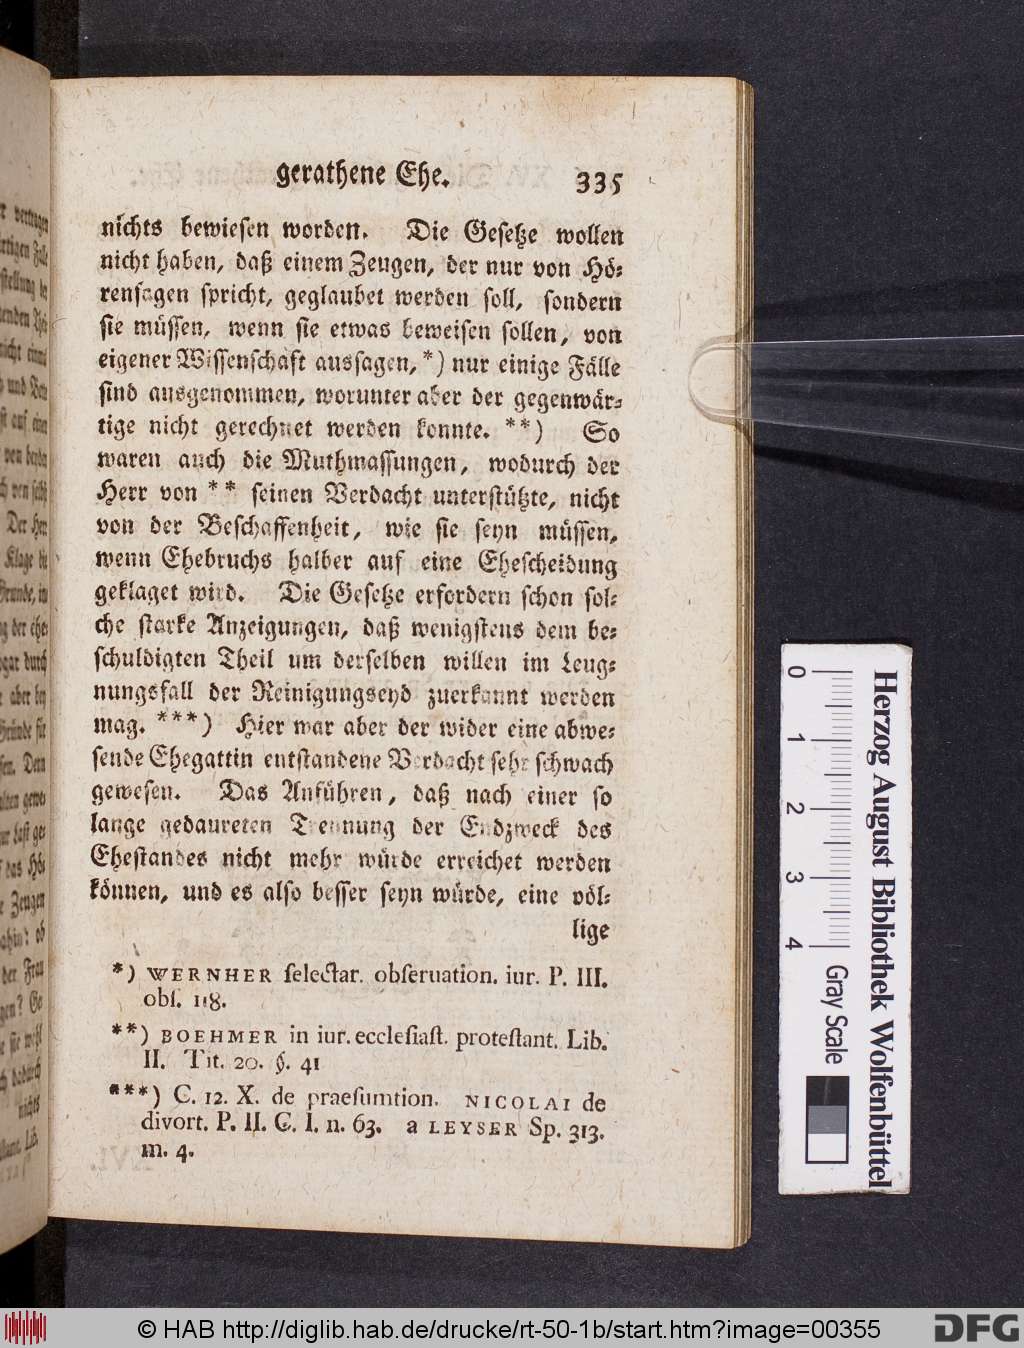 gerathene Ehe. 335
nichts bewiesen worden. Die Gesetze wollen
nicht haben, daß einem Zeugen, der nur von Hö-
rensagen spricht, geglaubet werden soll, sondern
sie müssen, wenn sie etwas beweisen sollen, von
eigener Wissenschaft aussagen, *) nur einige Fälle
sind ausgenommen, worunter aber der gegenwär-
tige nicht gerechnet werden konnte. **) So
waren auch die Muthmassungen, wodurch der
Herr von ** seinen Verdacht unterstützte, nicht
von der Beschaffenheit, wie sie seyn müssen,
wenn Ehebruchs halber auf eine Ehescheidung
geklaget wird. Die Gesetze erfordern schon sol-
che starke Anzeigungen, daß wenigstens dem be-
schuldigten Theil um derselben willen im Leug-
nungsfall der Reinigungseyd zuerkannt werden
mag. ***) Hier war aber der wider eine abwe-
sende Ehegattin entstandene Verdacht sehr schwach
gewesen. Das Anführen, daß nach einer so
lange gedaureten Trennung der Endzweck des
Ehestandes nicht mehr würde erreichet werden
können, und es also besser seyn würde, eine völ-
lige
*) WERNHER selectar. obseruation. iur. P. III.
obs. 118.
**) BOEHMER in iur. ecclesiast. protestant. Lib.
II. Tit. 20. §. 41
***) C. 12. X. de praesumtion. NICOLAI de
divort. P. II. C. I. n. 63. a LEYSER Sp. 313.
m. 4.
er vertragen
Der Herr
Klage die
der Frau
nichts
0 1 2 3 4
Gray Scale
Herzog August Bibliothek Wolfenbüttel
© HAB http://diglib.hab.de/drucke/rt-50-1b/start.htm?image=00355
DFG